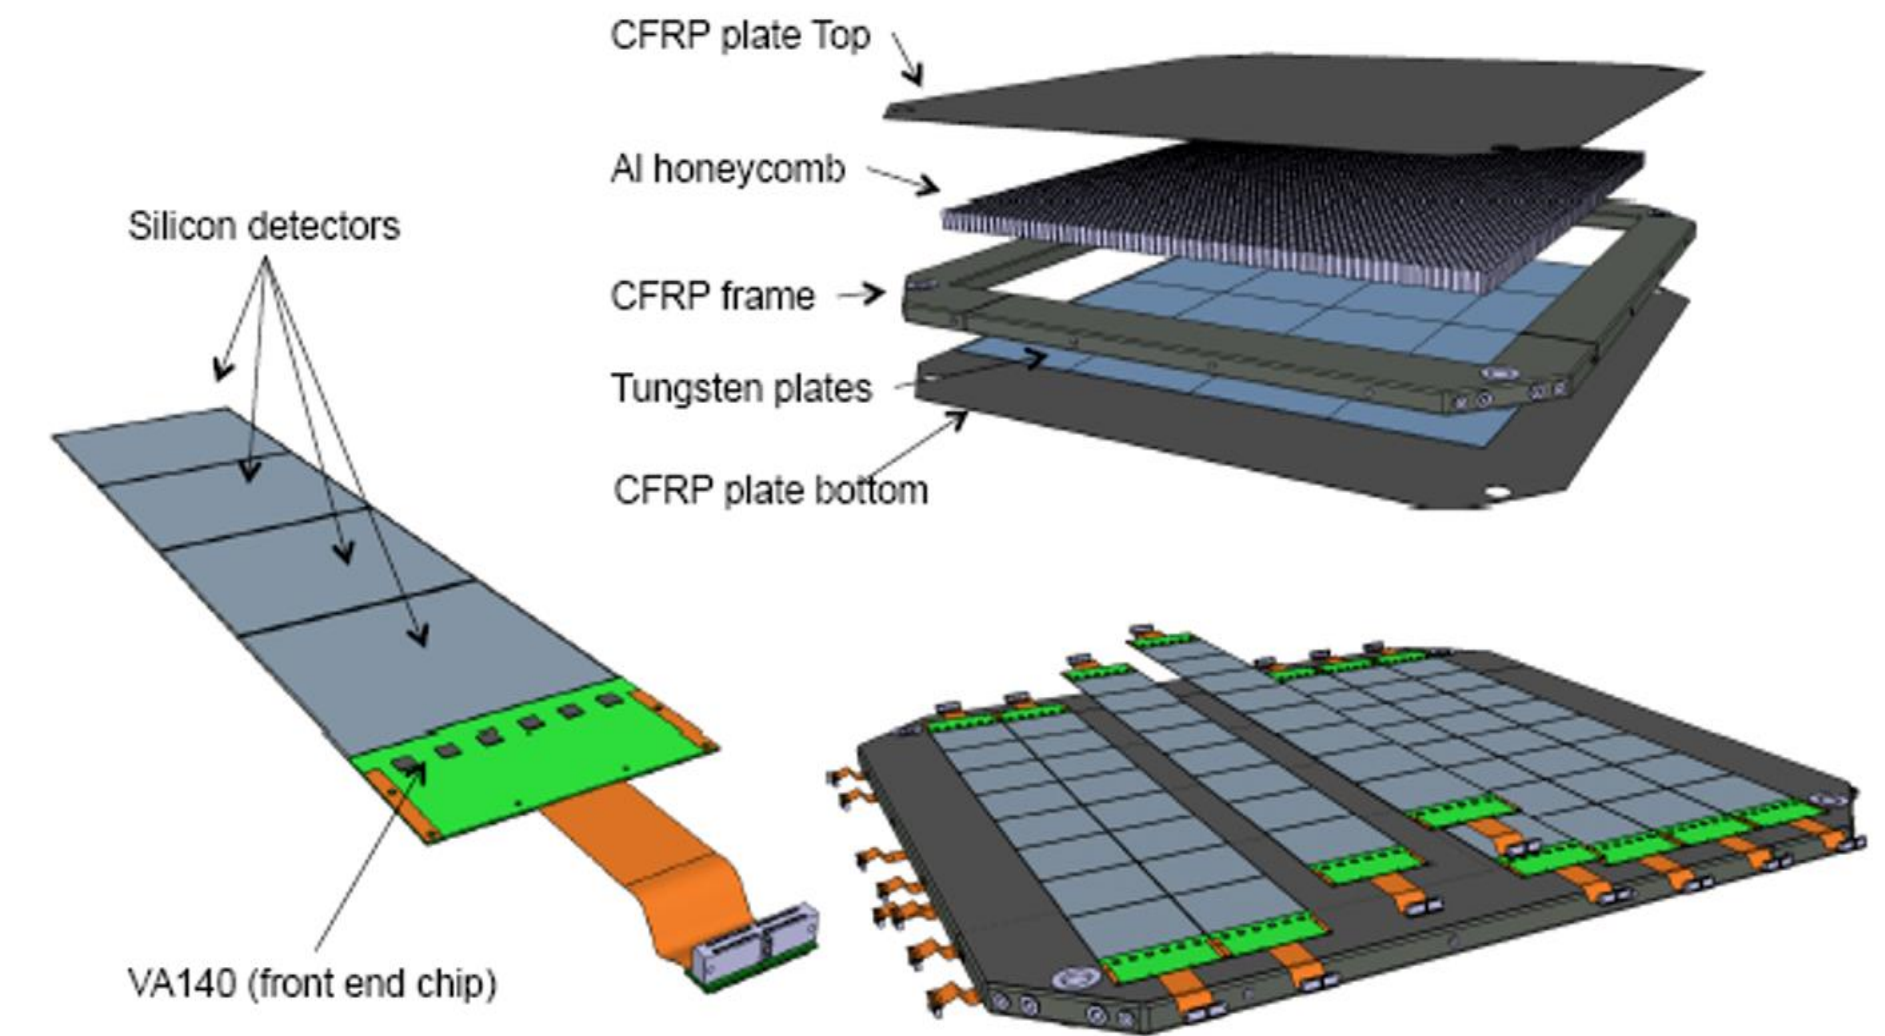 CFRP plate Top
Al honeycomb
Silicon detectors
CFRP frame
Tungsten plates
CFRP plate bottom
VA140 (front end chip)